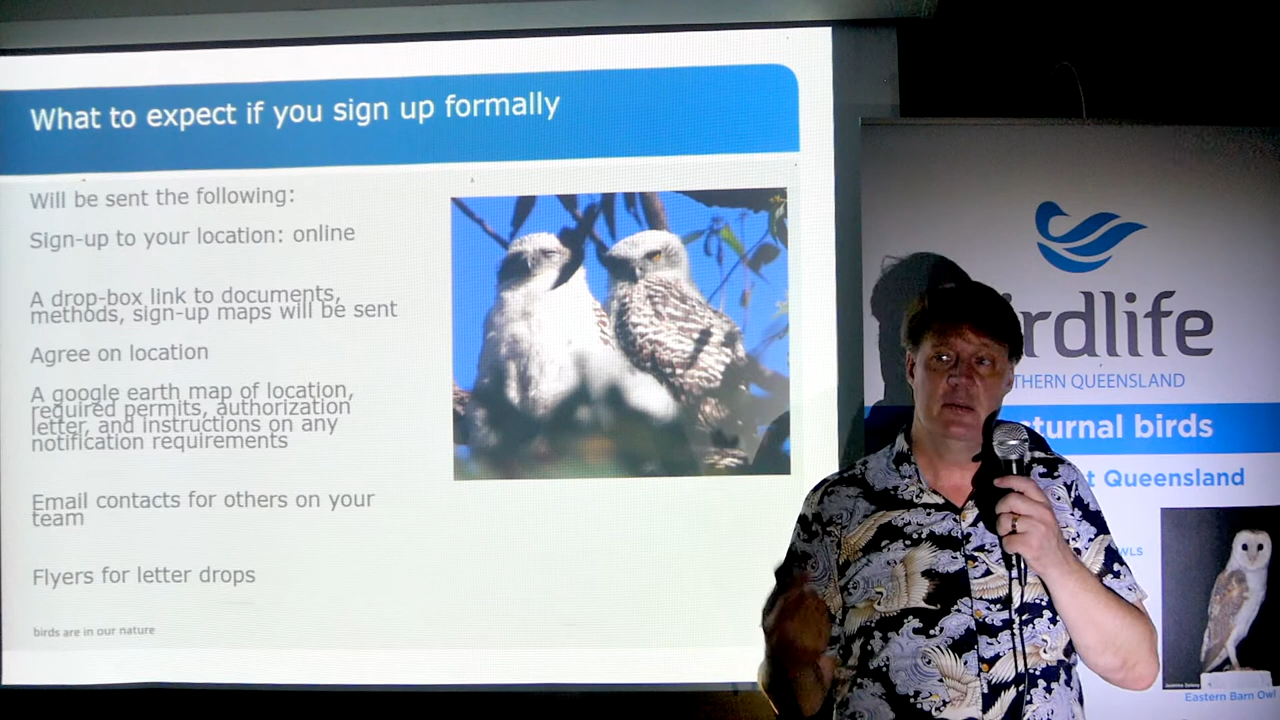 What to expect if you sign up formally
Will be sent the following:
Sign-up to your location: online
A drop-box link to documents,
methods, sign-up maps will be sent
Agree on location
A google earth map of location,
required permits, authorization
letter, and instructions on any
notification requirements
Email contacts for others on your
team
Flyers for letter drops
birds are in our nature
irdlife
THERN QUEENSLAND
cturnal birds
t Queensland
WLS
Eastern Barn Owl